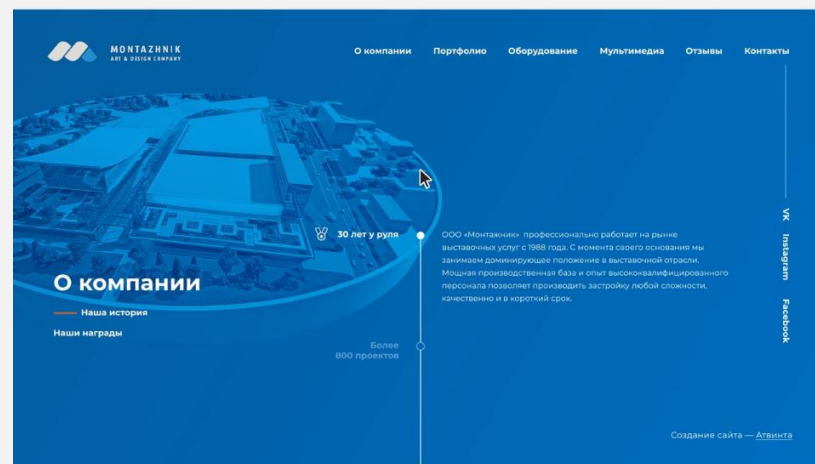 MONTAZHNIK
ART & DESIGN COMPANY
О компании Портфолио Оборудование Мультимедиа Отзывы Контакты
30 лет у руля
ООО «Монтажник» профессионально работает на рынке
выставочных услуг с 1988 года. С момента своего основания мы
занимаем доминирующее положение в выставочной отрасли.
Мощная производственная база и опыт высококвалифицированного
персонала позволяет производить застройку любой сложности,
качественно и в короткий срок.
VK
Instagram
Facebook
О компании
Наша история
Наши награды
Более
800 проектов
Создание сайта — Атвинта